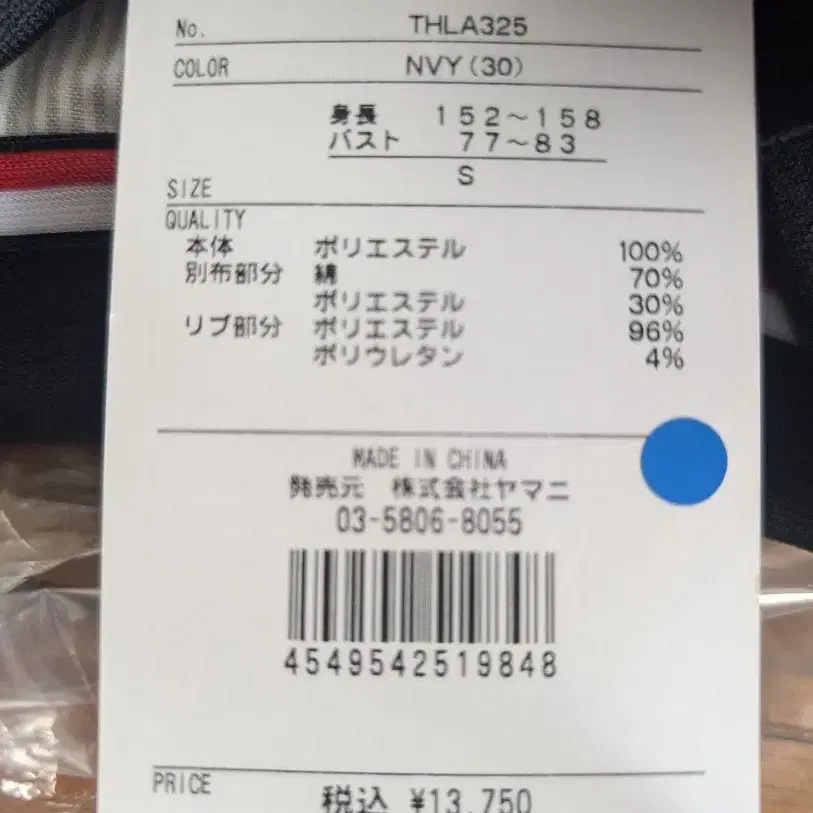 No. THLA325
COLOR NVY(30)
身長 152～158
バスト 77～83
SIZE S
QUALITY
本体 ポリエステル 100%
別布部分 綿 70%
ポリエステル 30%
リブ部分 ポリエステル 96%
ポリウレタン 4%
MADE IN CHINA
発売元 株式会社ヤマニ
03-5806-8055
4549542519848
PRICE 税込 ¥13,750